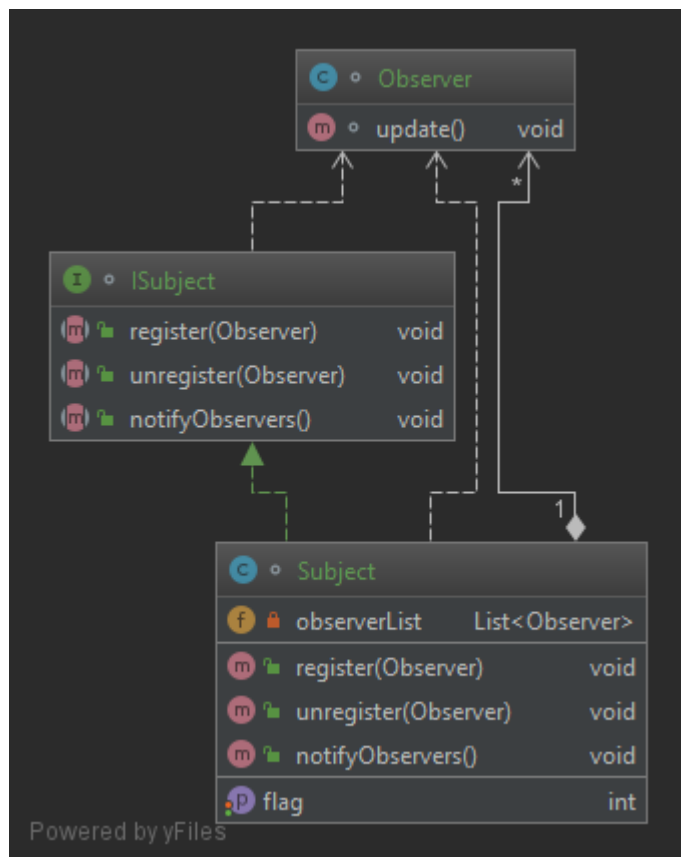 C Observer
m update() void
*
I ISubject
m register(Observer) void
m unregister(Observer) void
m notifyObservers() void
1
C Subject
f observerList List<Observer>
m register(Observer) void
m unregister(Observer) void
m notifyObservers() void
p flag int
Powered by yFiles